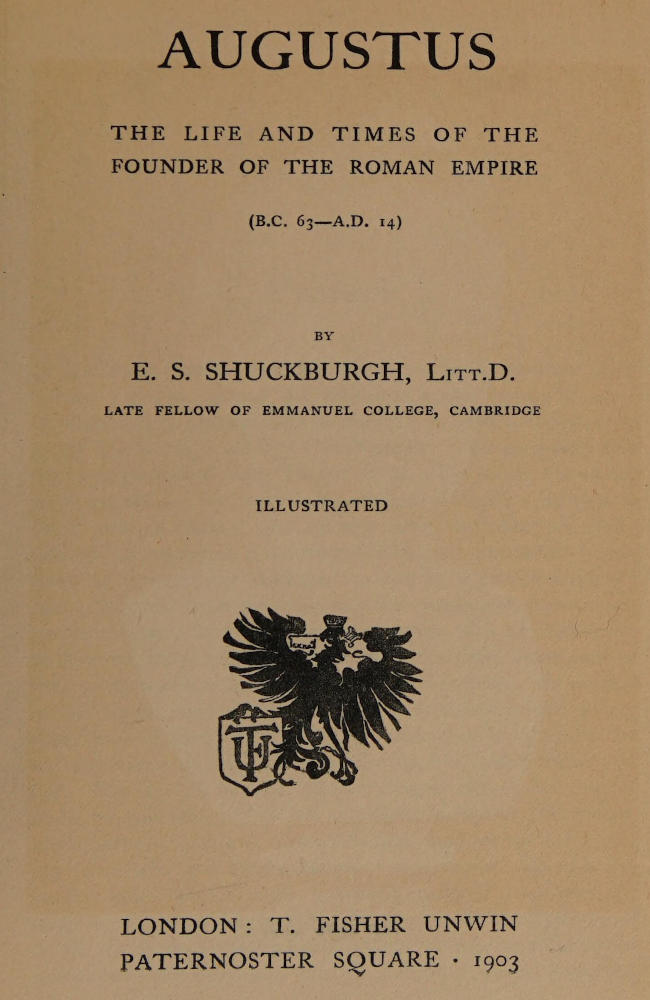 AUGUSTUS
THE LIFE AND TIMES OF THE
FOUNDER OF THE ROMAN EMPIRE
(B.C. 63—A.D. 14)
BY
E. S. SHUCKBURGH, LITT.D.
LATE FELLOW OF EMMANUEL COLLEGE, CAMBRIDGE
ILLUSTRATED
LONDON: T. FISHER UNWIN
PATERNOSTER SQUARE · 1903